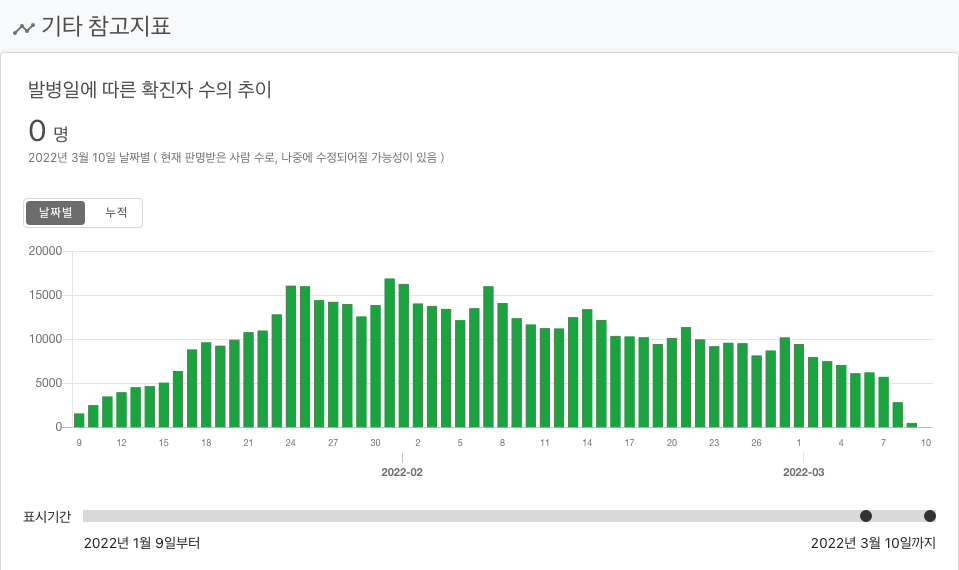 기타 참고지표
발병일에 따른 확진자 수의 추이
0 명
2022년 3월 10일 날짜별 ( 현재 판명받은 사람 수로, 나중에 수정되어질 가능성이 있음 )
날짜별 누적
20000
15000
10000
5000
0
9 12 15 18 21 24 27 30 2 5 8 11 14 17 20 23 26 1 4 7 10
2022-02 2022-03
표시기간
2022년 1월 9일부터 2022년 3월 10일까지